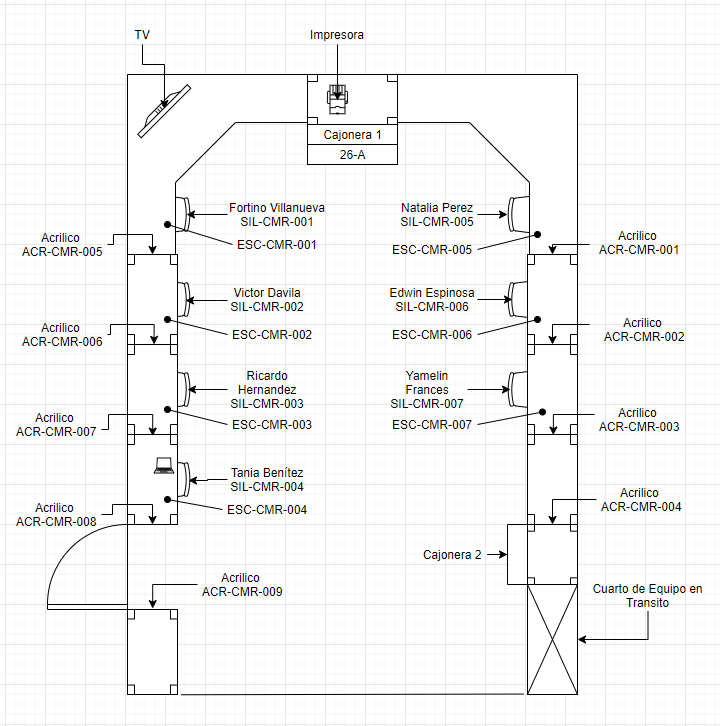 TV
Impresora
Cajonera 1
26-A
Fortino Villanueva
SIL-CMR-001
Natalia Perez
SIL-CMR-005
Acrilico
ACR-CMR-005
ESC-CMR-001
ESC-CMR-005
Acrilico
ACR-CMR-001
Victor Davila
SIL-CMR-002
Edwin Espinosa
SIL-CMR-006
Acrilico
ACR-CMR-006
ESC-CMR-002
ESC-CMR-006
Acrilico
ACR-CMR-002
Ricardo
Hernandez
SIL-CMR-003
Yamelin
Frances
SIL-CMR-007
Acrilico
ACR-CMR-007
ESC-CMR-003
ESC-CMR-007
Acrilico
ACR-CMR-003
Tania Benítez
SIL-CMR-004
Acrilico
ACR-CMR-008
ESC-CMR-004
Acrilico
ACR-CMR-004
Cajonera 2
Acrilico
ACR-CMR-009
Cuarto de Equipo en
Transito